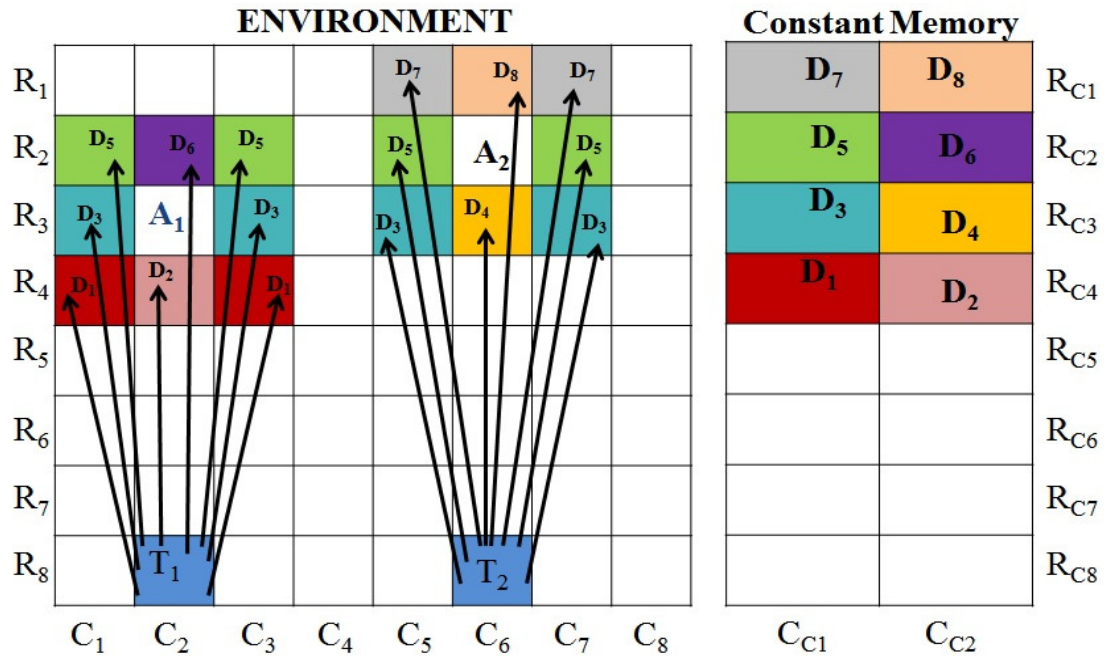 ENVIRONMENT Constant Memory
R1 D7 D8 D7 D7 D8 RC1
R2 D5 D6 D5 D5 A2 D5 D5 D6 RC2
R3 D3 A1 D3 D3 D4 D3 D3 D4 RC3
R4 D1 D2 D1 D1 D2 RC4
R5 RC5
R6 RC6
R7 RC7
R8 T1 T2 RC8
C1 C2 C3 C4 C5 C6 C7 C8 CC1 CC2